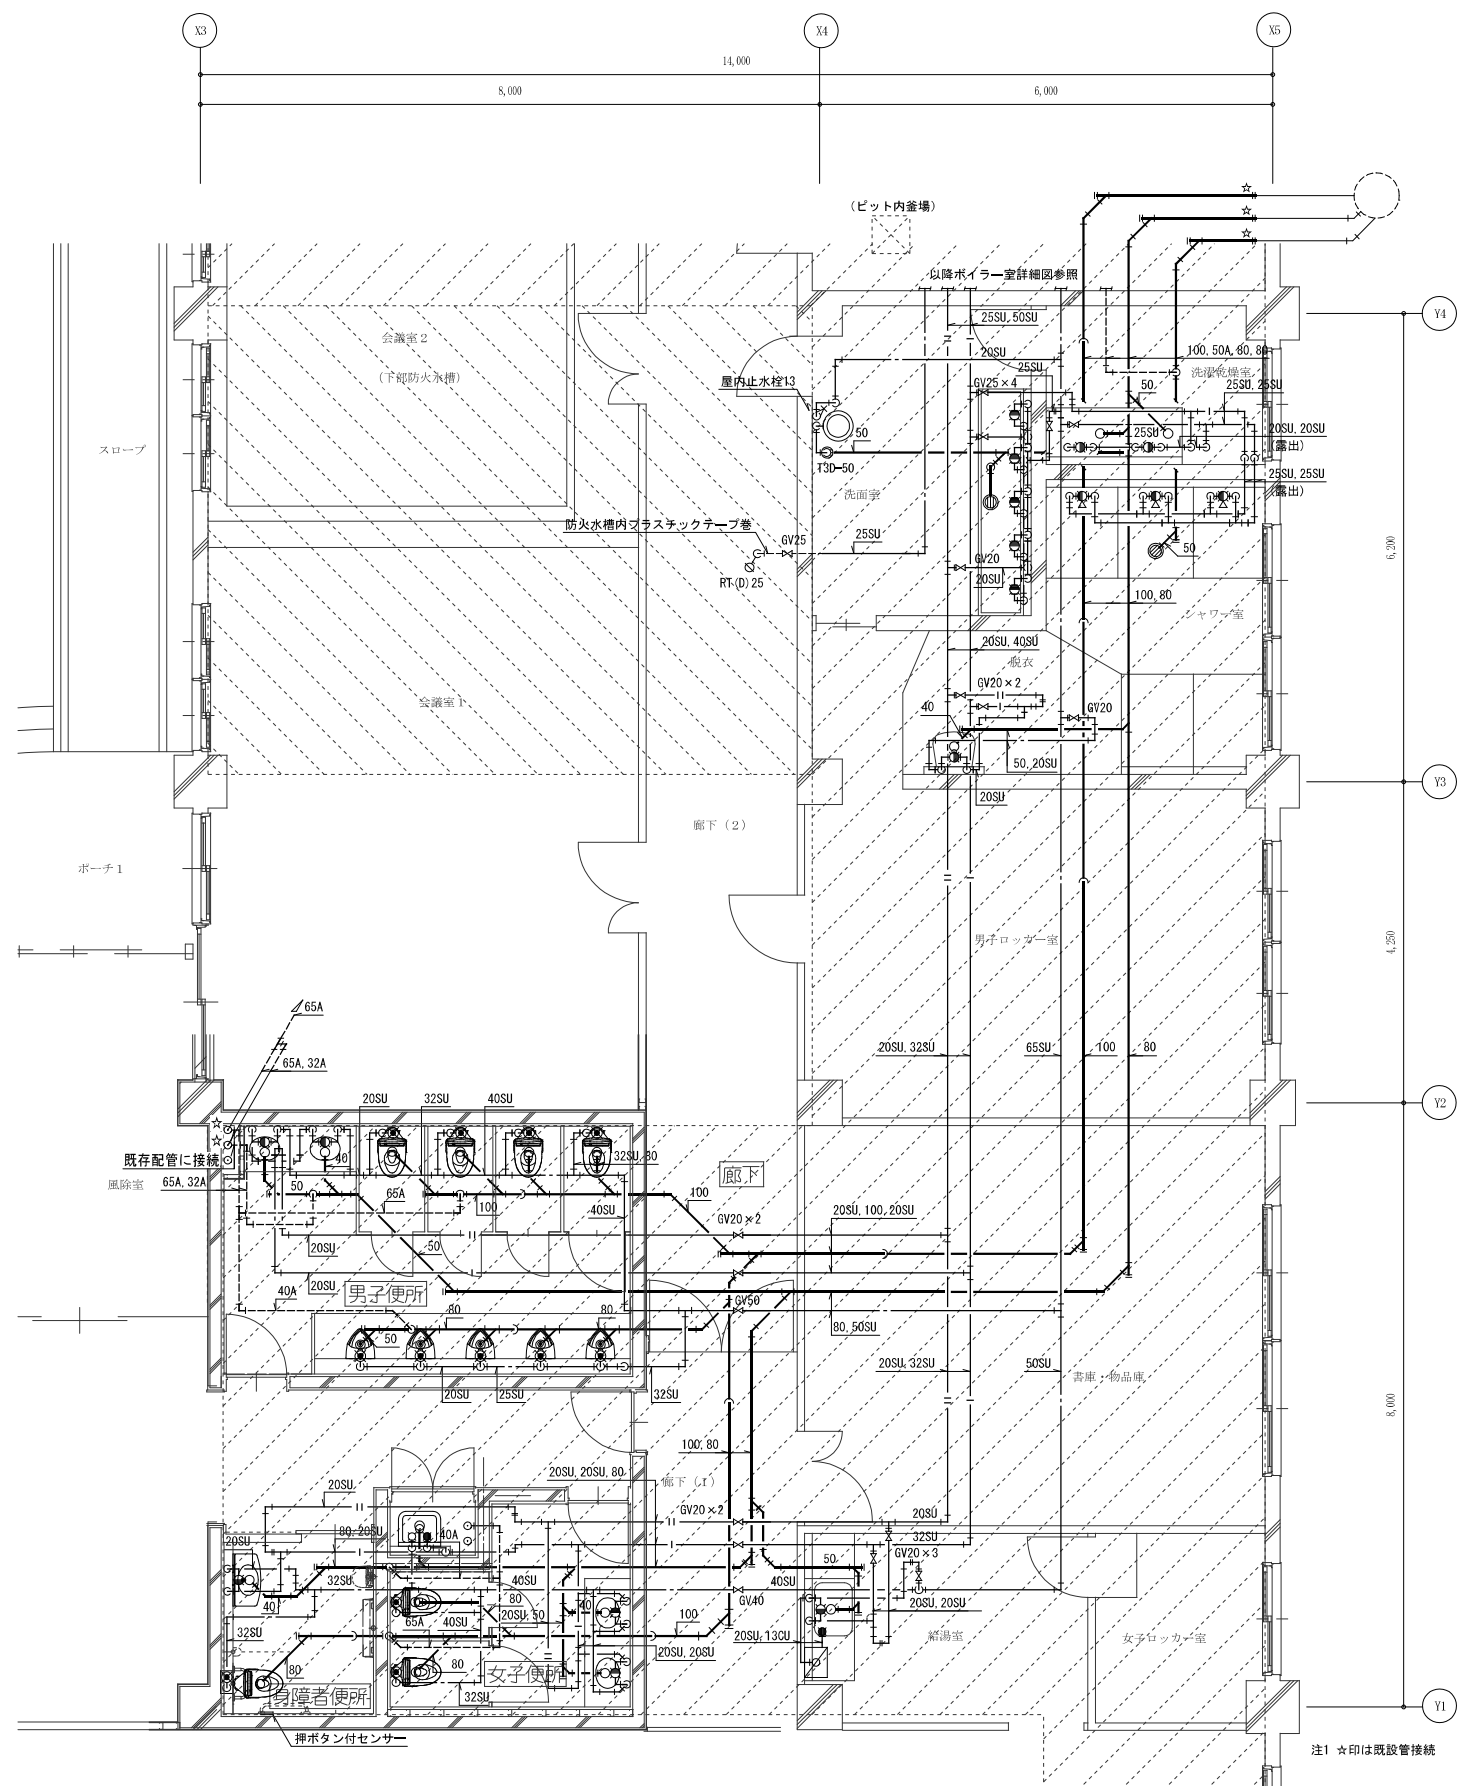 X3
X4
X5
14,000
8,000
6,000
(ピット内釜場)
☆
☆
☆
以降ボイラー室詳細図参照
Y4
25SU, 50SU
会議室2
(下部防火水槽)
20SU
100, 50A, 80, 80
25SU
洗濯乾燥室
屋内止水栓13
GV25×4
50
25SU, 25SU
50
25SU
20SU, 20SU
(露出)
スロープ
T3D-50
25SU, 25SU
(露出)
洗面室
防火水槽内プラスチックテープ巻
GV25
25SU
50
6,200
GV20
RT(D)25
20SU
100, 80
シャワー室
20SU, 40SU
脱衣
GV20×2
会議室1
40
GV20
50, 20SU
Y3
20SU
廊下(2)
ポーチ1
男子ロッカー室
4,250
65A
20SU, 32SU
65SU
100
80
65A, 32A
20SU
32SU
40SU
Y2
☆
☆
既存配管に接続
40
32SU, 80
廊下
風除室
65A, 32A
50
65A
100
40SU
100
GV20×2
20SU, 100, 20SU
20SU
50
20SU
40A
男子便所
80
80
GV50
80, 50SU
50
20SU
25SU
32SU
20SU, 32SU
50SU
書庫・物品庫
8,000
100, 80
20SU, 20SU, 80
廊下(1)
20SU
GV20×2
20SU
80, 20SU
40A
32SU
20SU
GV20×3
50
32SU
40SU
40SU
80
GV40
40
20SU, 50
40
20SU, 20SU
65A
40SU
100
32SU
20SU, 13CU
給湯室
女子ロッカー室
20SU, 20SU
80
80
女子便所
32SU
身障者便所
Y1
押ボタン付センサー
注1 ☆印は既設管接続